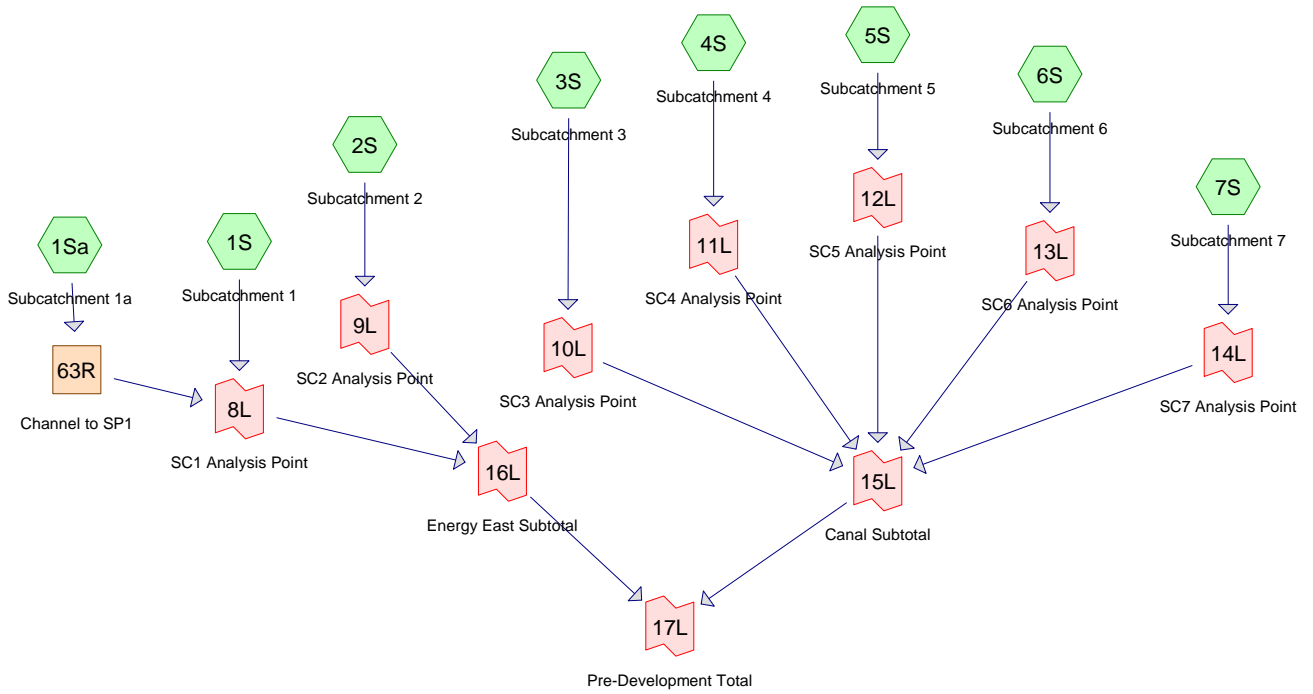 5S
4S
6S
3S
Subcatchment 5
Subcatchment 4
Subcatchment 6
Subcatchment 3
2S
7S
12L
Subcatchment 2
1Sa
1S
11L
13L
Subcatchment 7
SC5 Analysis Point
Subcatchment 1a
Subcatchment 1
SC4 Analysis Point
SC6 Analysis Point
9L
10L
14L
63R
SC2 Analysis Point
8L
SC3 Analysis Point
SC7 Analysis Point
Channel to SP1
SC1 Analysis Point
16L
15L
Energy East Subtotal
Canal Subtotal
17L
Pre-Development Total